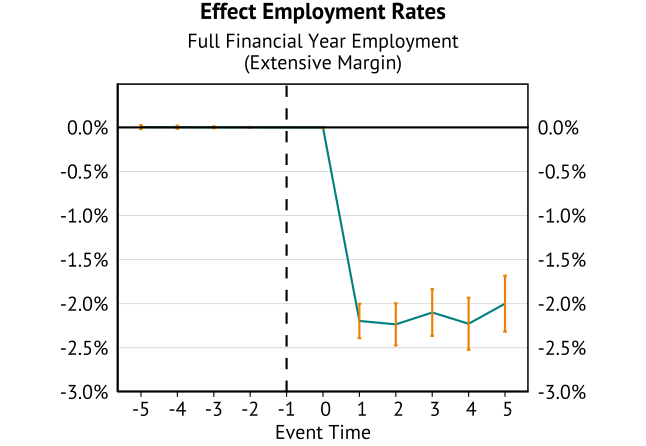 Effect Employment Rates
Full Financial Year Employment
(Extensive Margin)
0.0% 0.0%
-0.5% -0.5%
-1.0% -1.0%
-1.5% -1.5%
-2.0% -2.0%
-2.5% -2.5%
-3.0% -3.0%
-5 -4 -3 -2 -1 0 1 2 3 4 5
Event Time